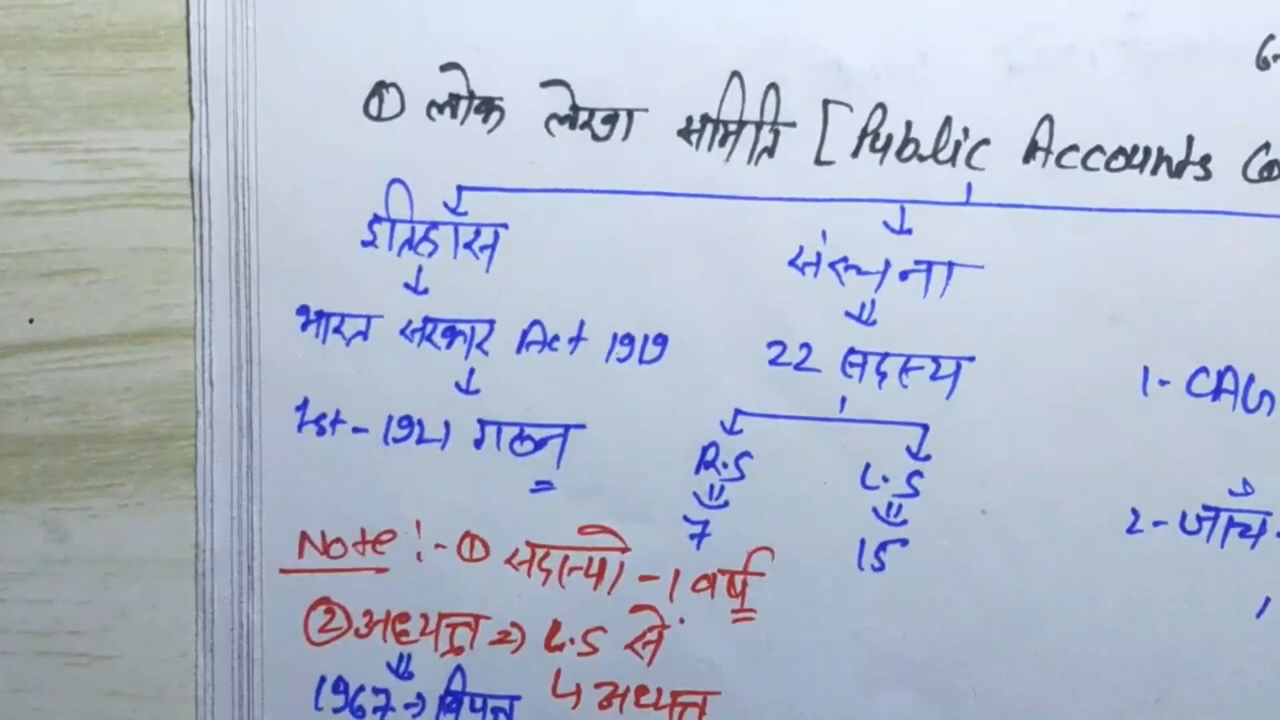 ① लोक लेखा समिति [Public Accounts Co
इतिहास
संरचना
भारत सरकार Act 1919
22 सदस्य
1st - 1921 गठन
R.S
L.S
7
15
1- CAG
2- जाँच
Note :- ① सदस्यो - 1 वर्ष
② अध्यक्ष => L.S से
1967 -> विपक्ष
अध्यक्ष